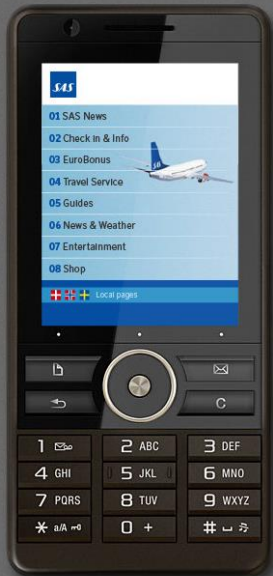 SAS
01 SAS News
02 Check in & Info
03 EuroBonus
04 Travel Service
05 Guides
06 News & Weather
07 Entertainment
08 Shop
Local pages
C
1
2 ABC
3 DEF
4 GHI
5 JKL
6 MNO
7 PQRS
8 TUV
9 WXYZ
* a/A
0 +
#